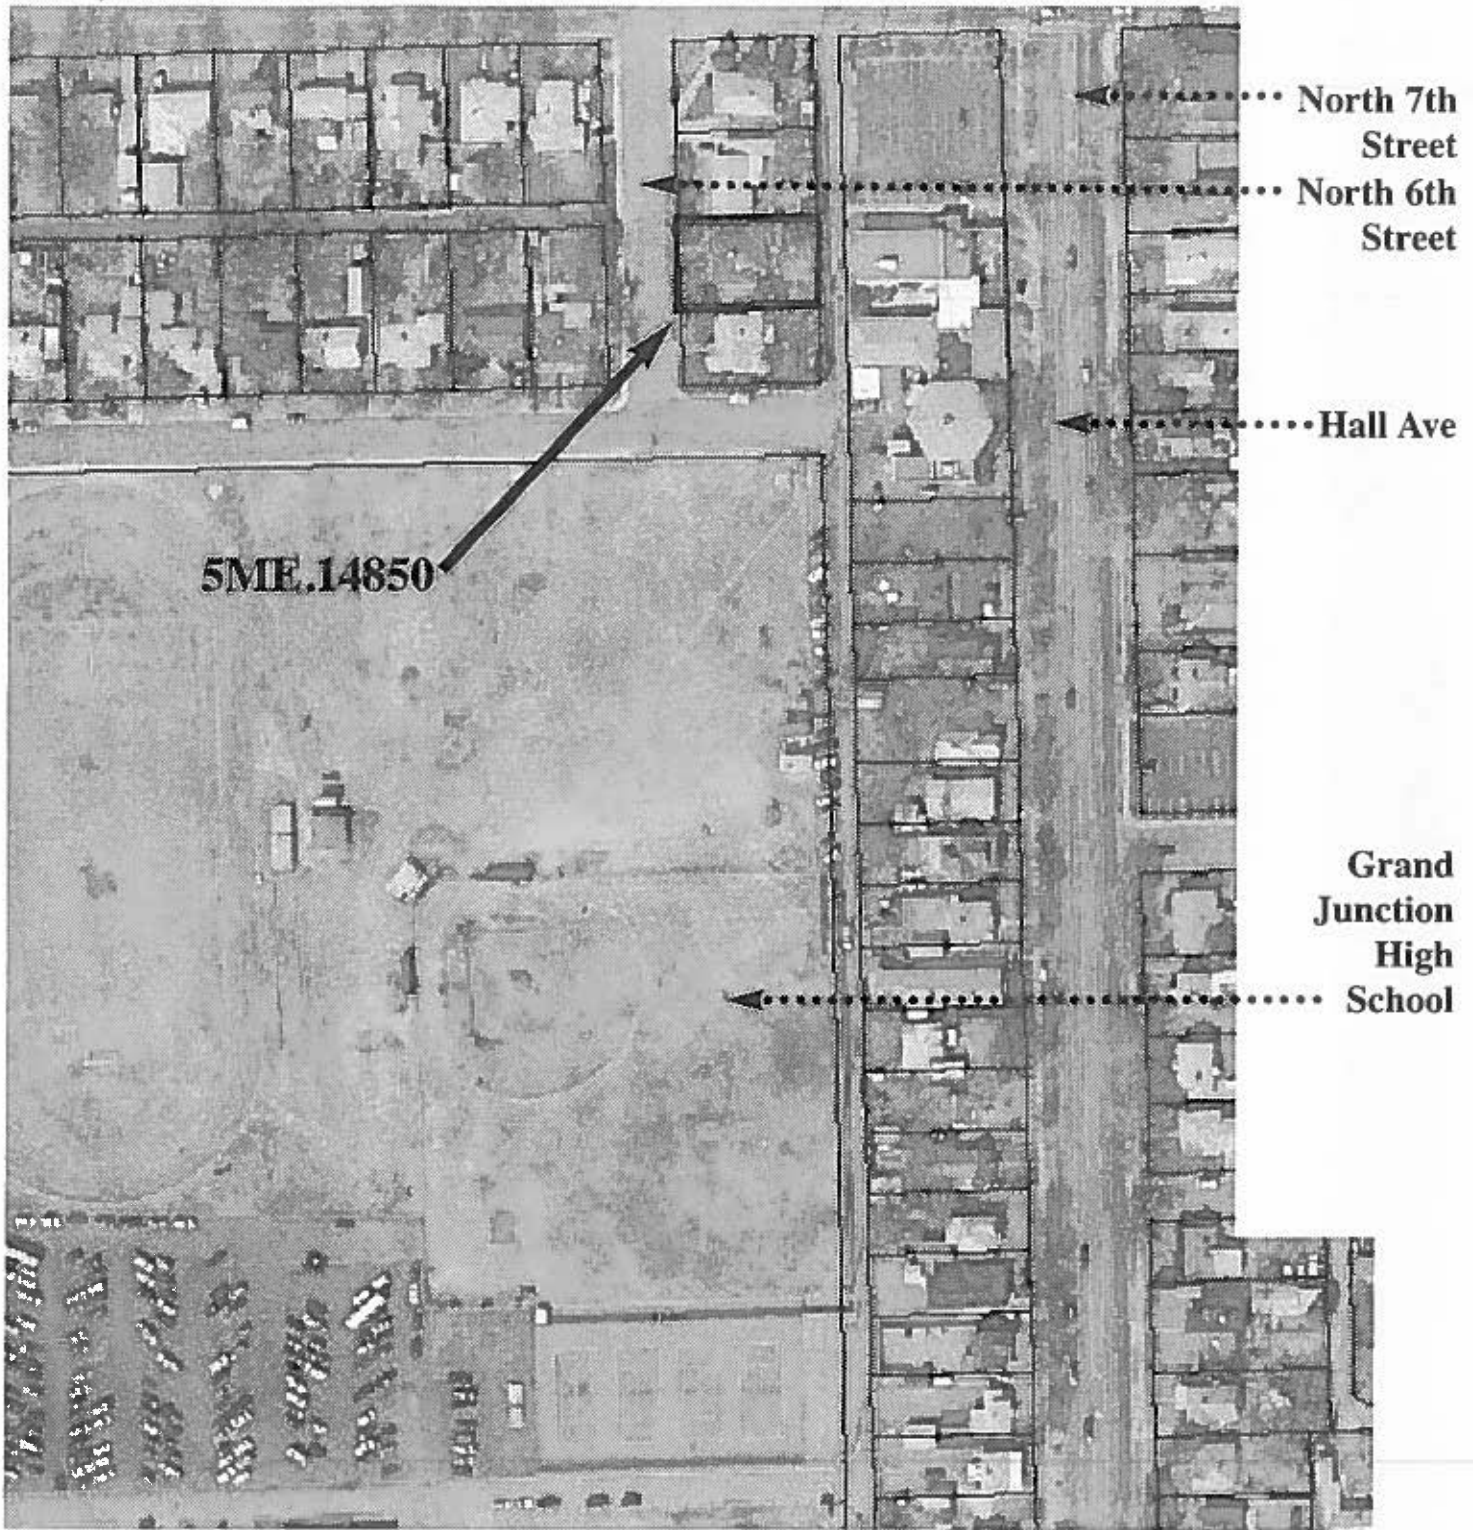 North 7th
Street
North 6th
Street
Hall Ave
5ME.14850
Grand
Junction
High
School